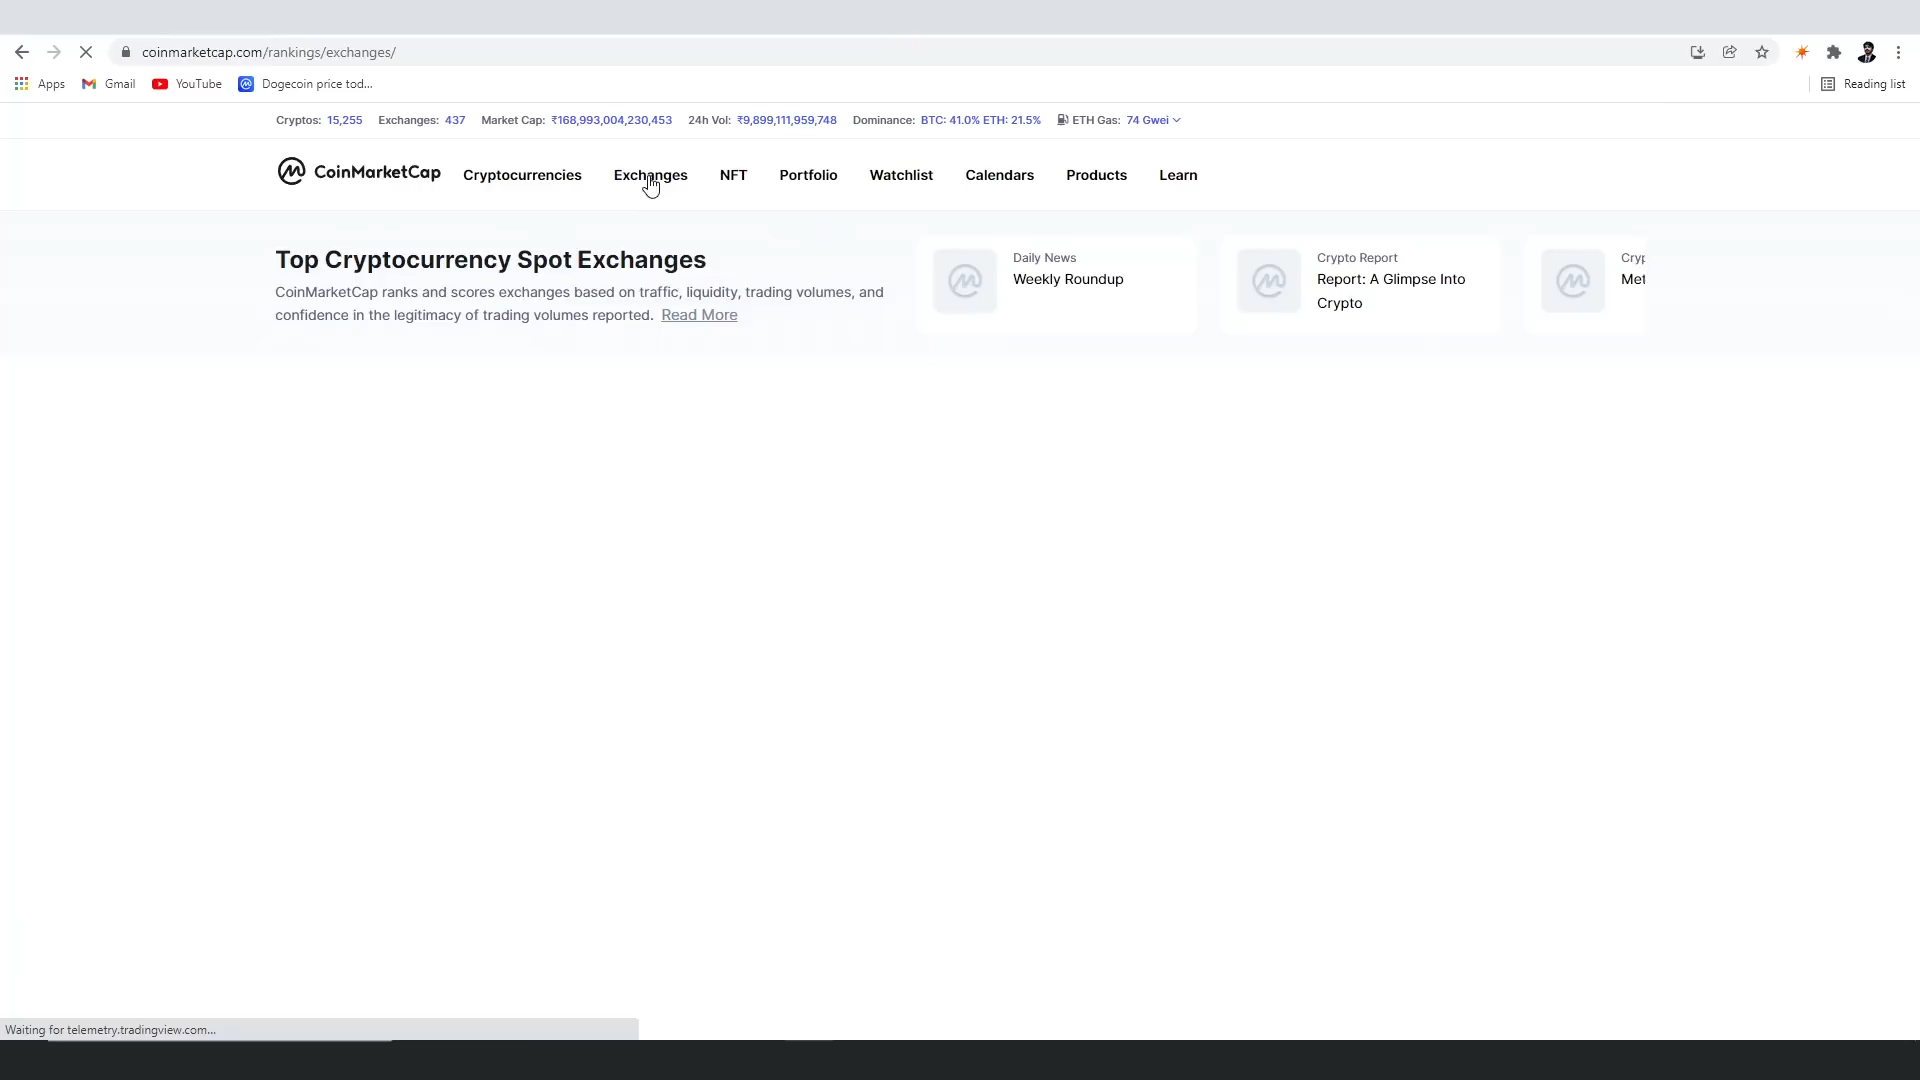 coinmarketcap.com/rankings/exchanges/
Apps Gmail YouTube Dogecoin price tod... Reading list
Cryptos: 15,255 Exchanges: 437 Market Cap: ₹168,993,004,230,453 24h Vol: ₹9,899,111,959,748 Dominance: BTC: 41.0% ETH: 21.5% ETH Gas: 74 Gwei
CoinMarketCap Cryptocurrencies Exchanges NFT Portfolio Watchlist Calendars Products Learn
Top Cryptocurrency Spot Exchanges
CoinMarketCap ranks and scores exchanges based on traffic, liquidity, trading volumes, and
confidence in the legitimacy of trading volumes reported. Read More
Daily News
Weekly Roundup
Crypto Report
Report: A Glimpse Into
Crypto
Cryp
Met
Waiting for telemetry.tradingview.com...